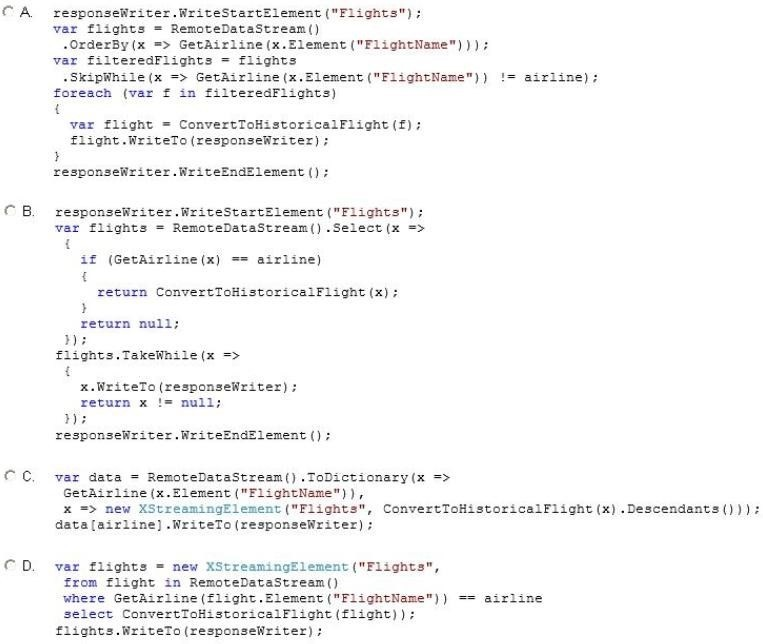 A. responseWriter.WriteStartElement("Flights");
var flights = RemoteDataStream()
.OrderBy(x => GetAirline(x.Element("FlightName")));
var filteredFlights = flights
.SkipWhile(x => GetAirline(x.Element("FlightName")) != airline);
foreach (var f in filteredFlights)
{
var flight = ConvertToHistoricalFlight(f);
flight.WriteTo(responseWriter);
}
responseWriter.WriteEndElement();
B. responseWriter.WriteStartElement("Flights");
var flights = RemoteDataStream().Select(x =>
{
if (GetAirline(x) == airline)
{
return ConvertToHistoricalFlight(x);
}
return null;
});
flights.TakeWhile(x =>
{
x.WriteTo(responseWriter);
return x != null;
});
responseWriter.WriteEndElement();
C. var data = RemoteDataStream().ToDictionary(x =>
GetAirline(x.Element("FlightName")),
x => new XStreamingElement("Flights", ConvertToHistoricalFlight(x).Descendants()));
data[airline].WriteTo(responseWriter);
D. var flights = new XStreamingElement("Flights",
from flight in RemoteDataStream()
where GetAirline(flight.Element("FlightName")) == airline
select ConvertToHistoricalFlight(flight));
flights.WriteTo(responseWriter);